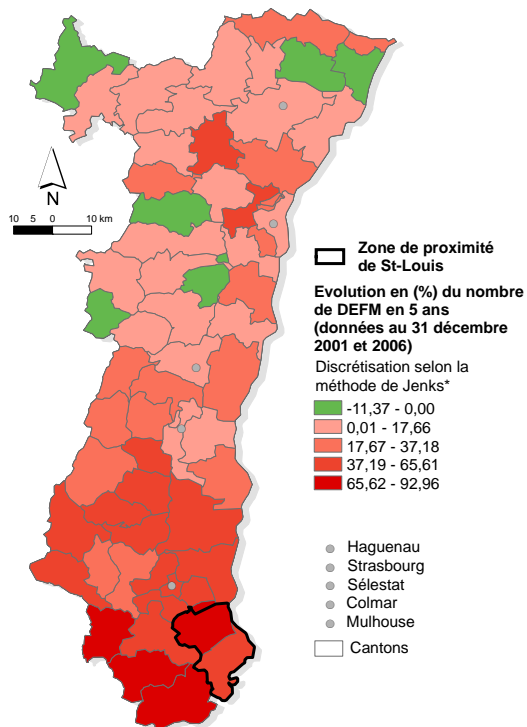 N
10 5 0 10 km
Zone de proximité
de St-Louis
Evolution en (%) du nombre
de DEFM en 5 ans
(données au 31 décembre
2001 et 2006)
Discrétisation selon la
méthode de Jenks*
-11,37 - 0,00
0,01 - 17,66
17,67 - 37,18
37,19 - 65,61
65,62 - 92,96
Haguenau
Strasbourg
Sélestat
Colmar
Mulhouse
Cantons